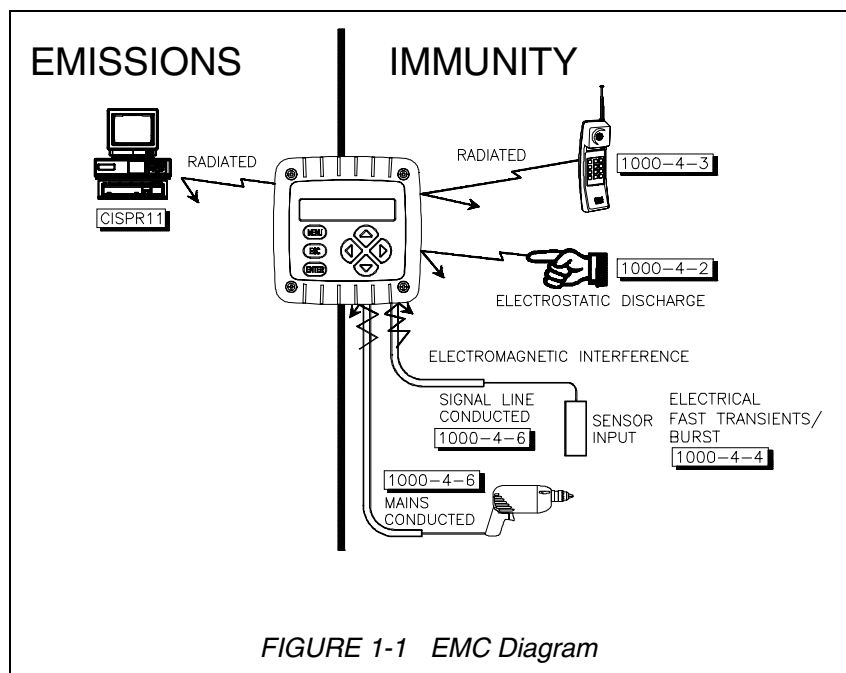 EMISSIONS
IMMUNITY
RADIATED
CISPR11
MENU
ESC
ENTER
RADIATED
1000-4-3
1000-4-2
ELECTROSTATIC DISCHARGE
ELECTROMAGNETIC INTERFERENCE
SIGNAL LINE
CONDUCTED
1000-4-6
SENSOR
INPUT
ELECTRICAL
FAST TRANSIENTS/
BURST
1000-4-4
1000-4-6
MAINS
CONDUCTED
FIGURE 1-1 EMC Diagram